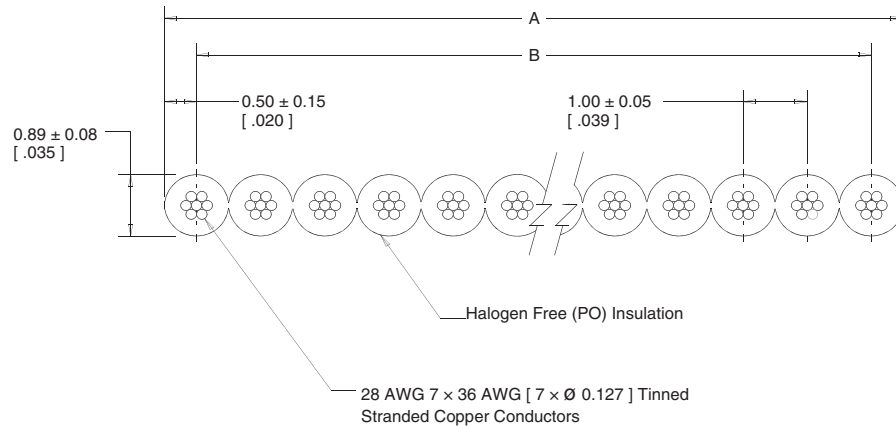 A
B
0.50 ± 0.15
[ .020 ]
1.00 ± 0.05
[ .039 ]
0.89 ± 0.08
[ .035 ]
Halogen Free (PO) Insulation
28 AWG 7 × 36 AWG [ 7 × Ø 0.127 ] Tinned
Stranded Copper Conductors